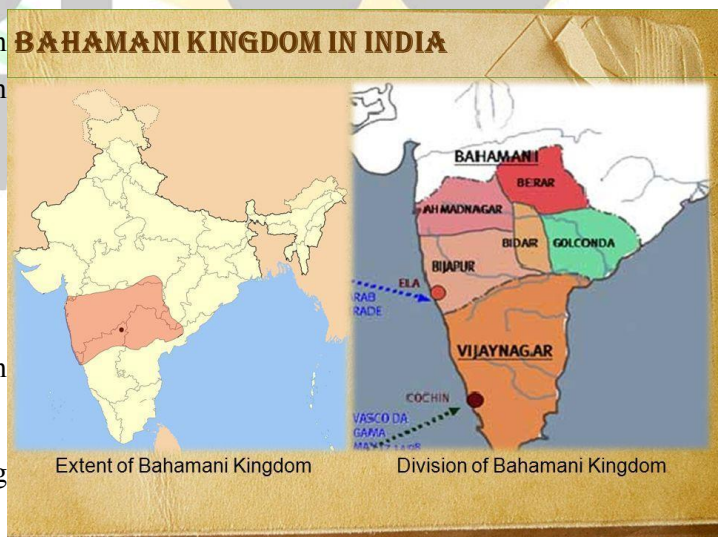 BAHAMANI KINGDOM IN INDIA
n
n
n
g
BAHAMANI
BERAR
AHMADNAGAR
BIDAR
GOLCONDA
BIJAPUR
ELA
RAB
RADE
VIJAYNAGAR
COCHIN
VASCO DA
GAMA
Extent of Bahamani Kingdom
Division of Bahamani Kingdom